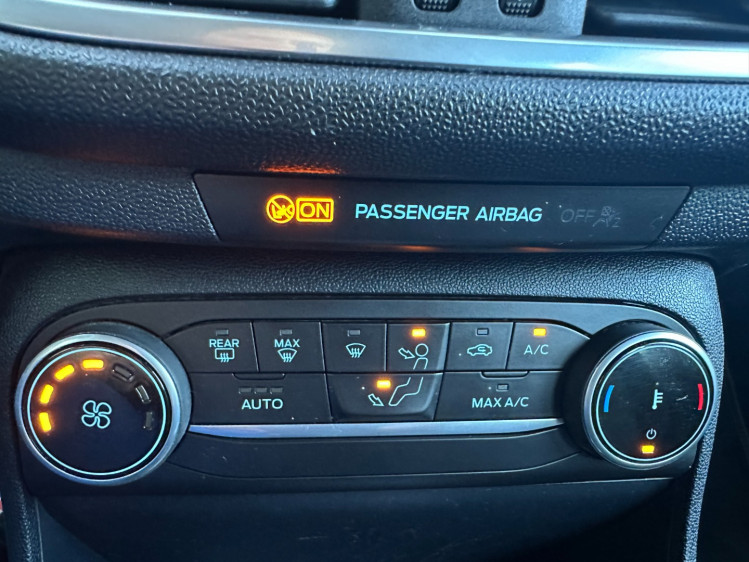 ON PASSENGER AIRBAG OFF
REAR MAX A/C
AUTO MAX A/C